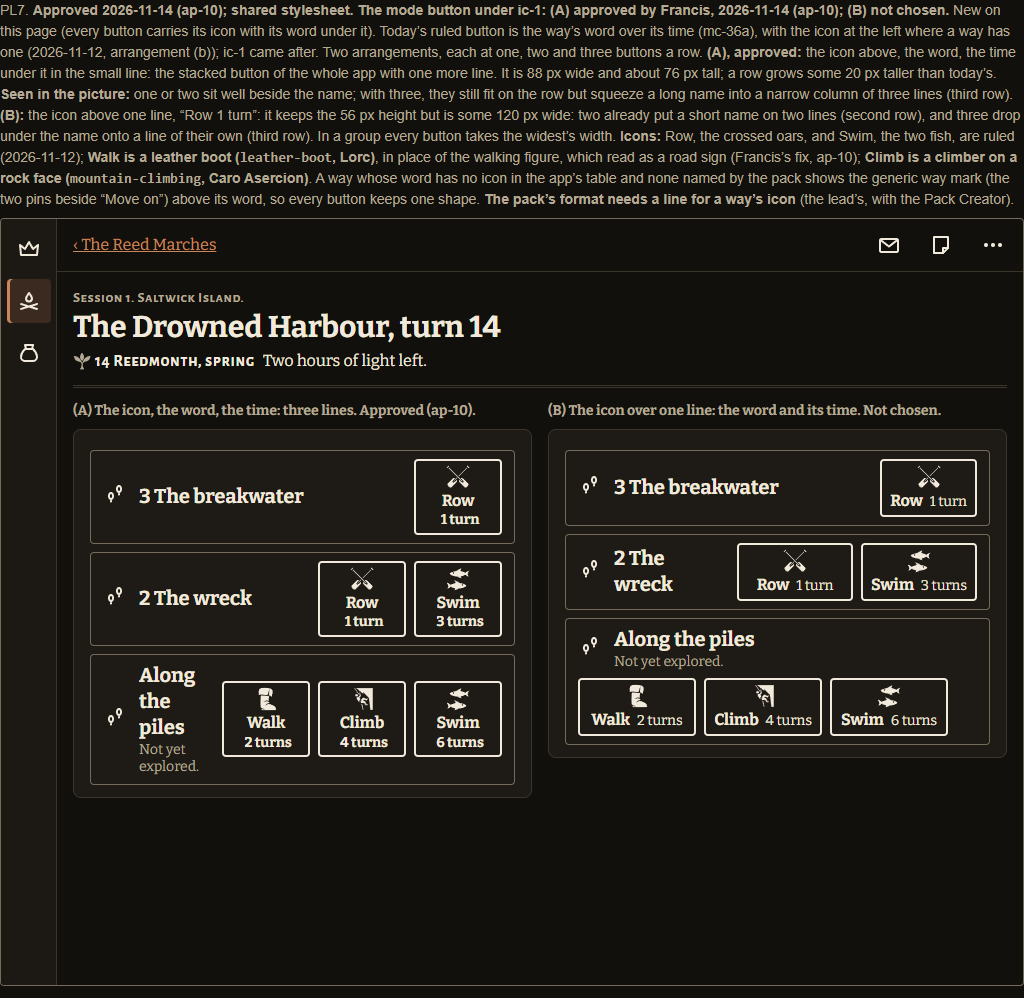 PL7. Approved 2026-11-14 (ap-10); shared stylesheet. The mode button under ic-1: (A) approved by Francis, 2026-11-14 (ap-10); (B) not chosen. New on
this page (every button carries its icon with its word under it). Today’s ruled button is the way’s word over its time (mc-36a), with the icon at the left where a way has
one (2026-11-12, arrangement (b)); ic-1 came after. Two arrangements, each at one, two and three buttons a row. (A), approved: the icon above, the word, the time
under it in the small line: the stacked button of the whole app with one more line. It is 88 px wide and about 76 px tall; a row grows some 20 px taller than today’s.
Seen in the picture: one or two sit well beside the name; with three, they still fit on the row but squeeze a long name into a narrow column of three lines (third row).
(B): the icon above one line, “Row 1 turn”: it keeps the 56 px height but is some 120 px wide: two already put a short name on two lines (second row), and three drop
under the name onto a line of their own (third row). In a group every button takes the widest’s width. Icons: Row, the crossed oars, and Swim, the two fish, are ruled
(2026-11-12); Walk is a leather boot (leather-boot, Lorc), in place of the walking figure, which read as a road sign (Francis’s fix, ap-10); Climb is a climber on a
rock face (mountain-climbing, Caro Asercion). A way whose word has no icon in the app’s table and none named by the pack shows the generic way mark (the
two pins beside “Move on”) above its word, so every button keeps one shape. The pack’s format needs a line for a way’s icon (the lead’s, with the Pack Creator).
‹ The Reed Marches
Session 1. Saltwick Island.
The Drowned Harbour, turn 14
14 Reedmonth, spring Two hours of light left.
(A) The icon, the word, the time: three lines. Approved (ap-10).
3 The breakwater
Row
1 turn
2 The wreck
Row
1 turn
Swim
3 turns
Along
the
piles
Not yet
explored.
Walk
2 turns
Climb
4 turns
Swim
6 turns
(B) The icon over one line: the word and its time. Not chosen.
3 The breakwater
Row 1 turn
2 The
wreck
Row 1 turn
Swim 3 turns
Along the piles
Not yet explored.
Walk 2 turns
Climb 4 turns
Swim 6 turns